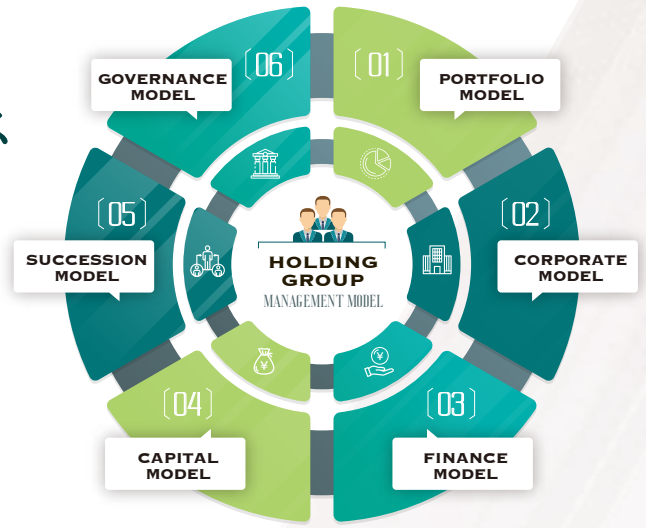 [06]
[01]
GOVERNANCE
MODEL
PORTFOLIO
MODEL
[05]
[02]
SUCCESSION
MODEL
HOLDING
GROUP
MANAGEMENT MODEL
CORPORATE
MODEL
¥
¥
[04]
[03]
CAPITAL
MODEL
FINANCE
MODEL